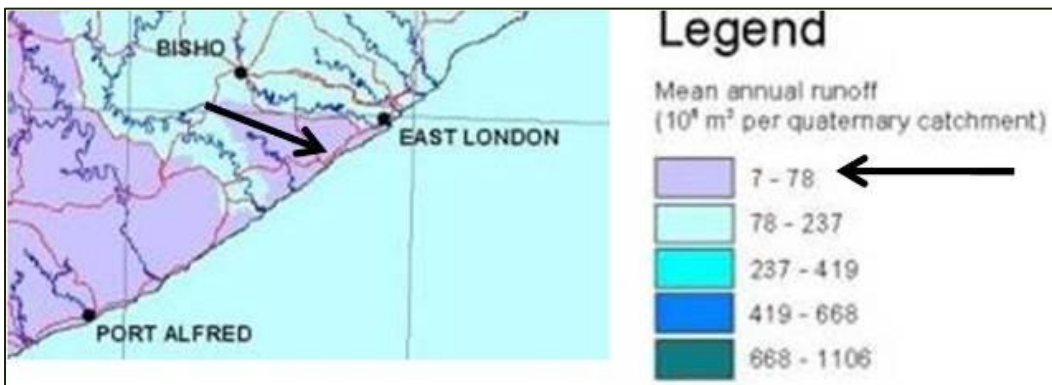 BISHO
EAST LONDON
PORT ALFRED
Legend
Mean annual runoff
(10⁶ m³ per quaternary catchment)
7 - 78
78 - 237
237 - 419
419 - 668
668 - 1106